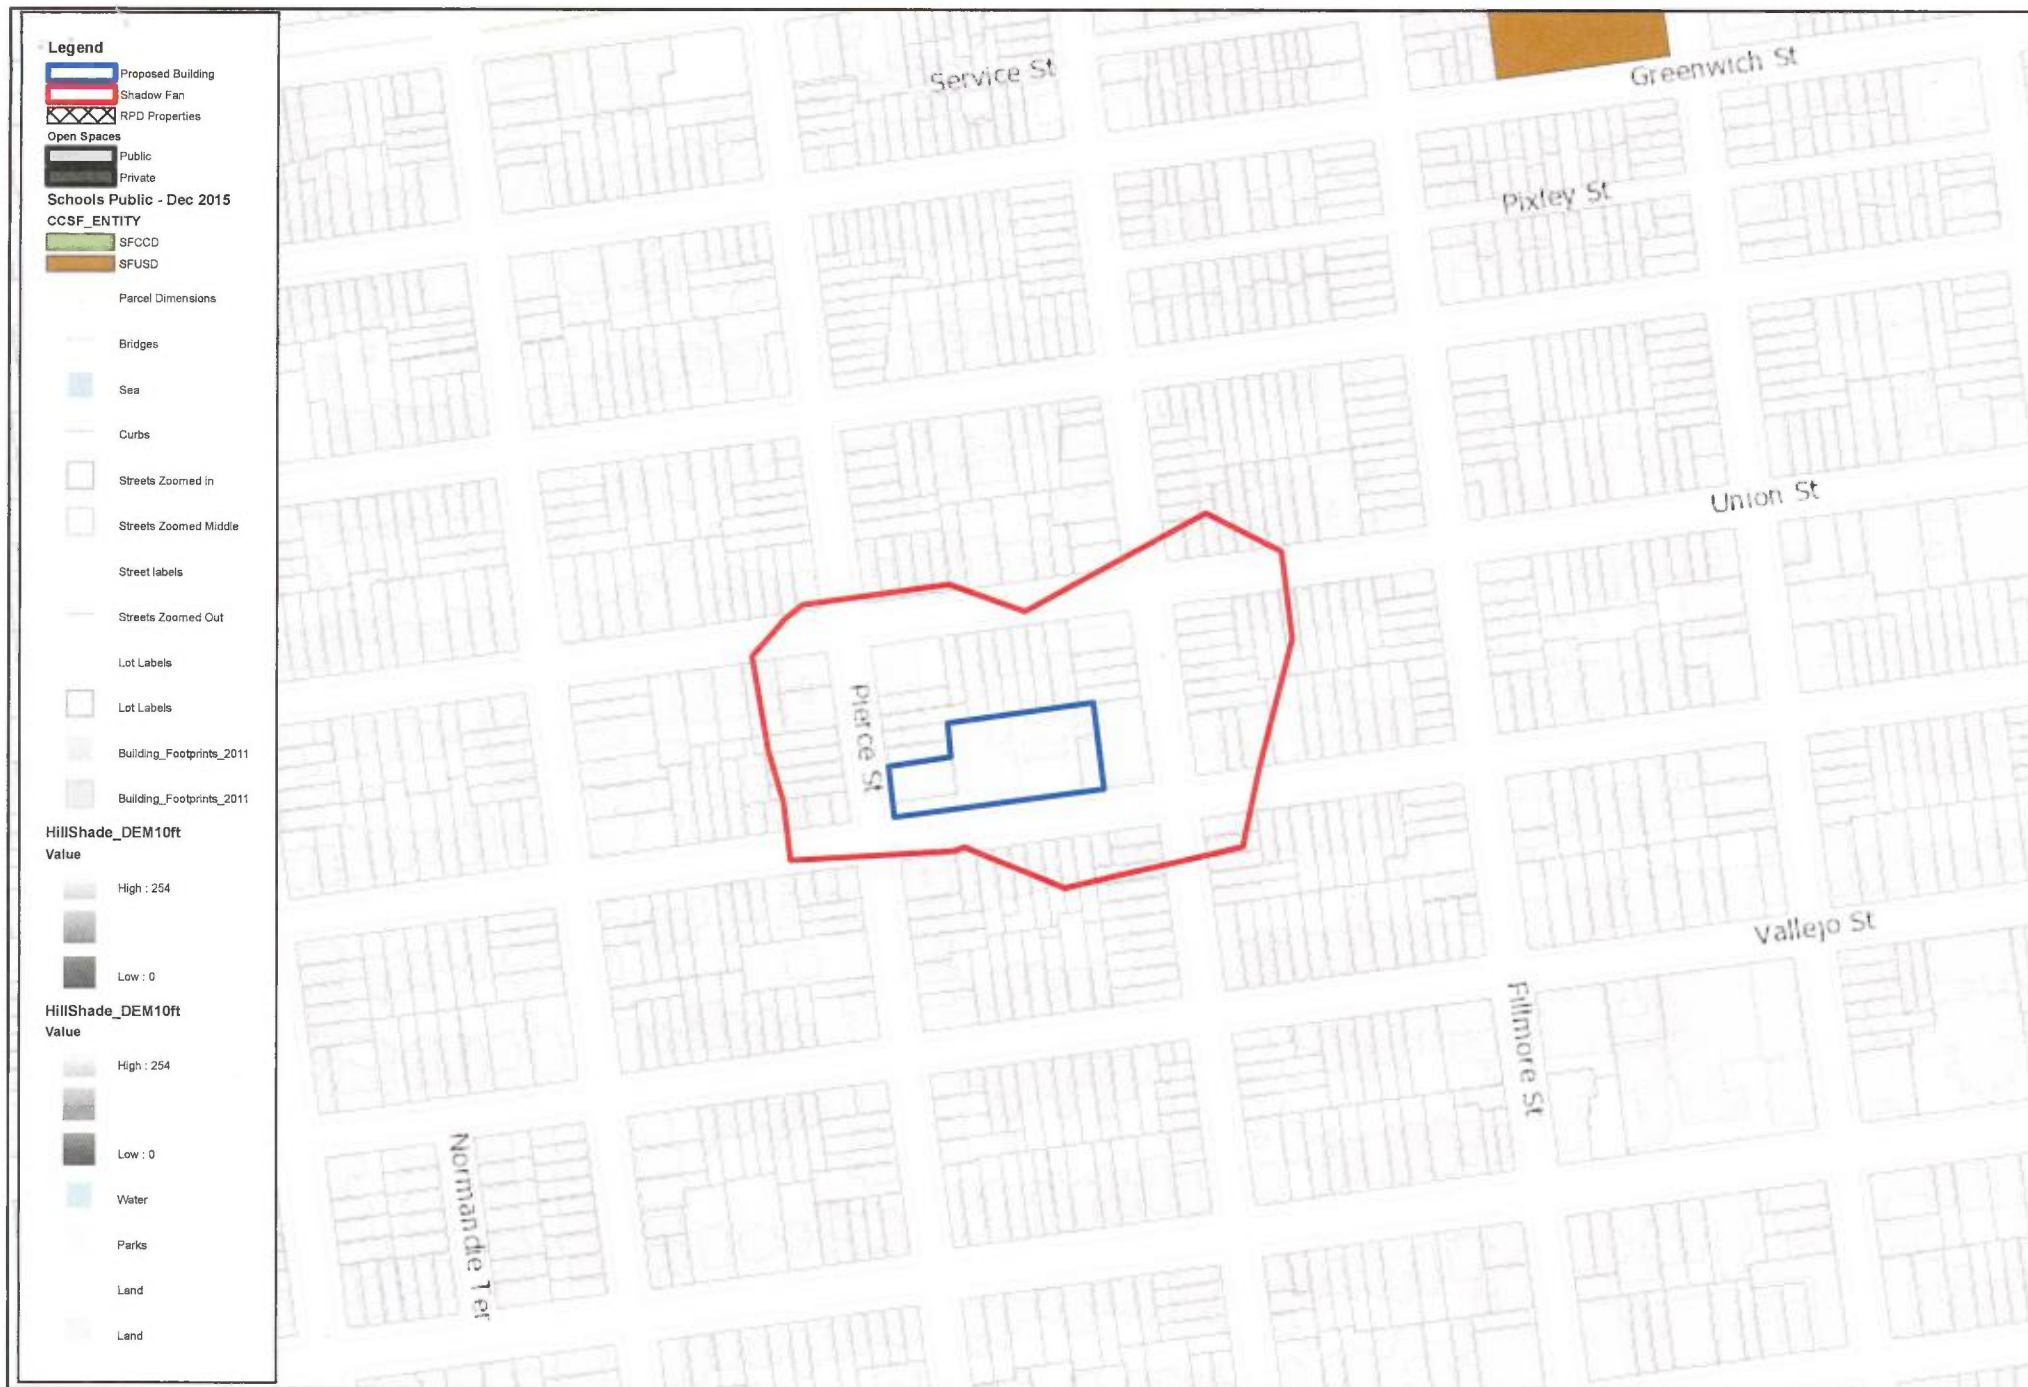 Legend
Proposed Building
Shadow Fan
RPD Properties
Open Spaces
Public
Private
Schools Public - Dec 2015
CCSF_ENTITY
SFCCD
SFUSD
Parcel Dimensions
Bridges
Sea
Curbs
Streets Zoomed in
Streets Zoomed Middle
Street labels
Streets Zoomed Out
Lot Labels
Lot Labels
Building_Footprints_2011
Building_Footprints_2011
HillShade_DEM10ft
Value
High : 254
Low : 0
HillShade_DEM10ft
Value
High : 254
Low : 0
Water
Parks
Land
Land
Service St
Greenwich St
Pixley St
Union St
Pierce St
Vallejo St
Fillmore St
Normandie Ter